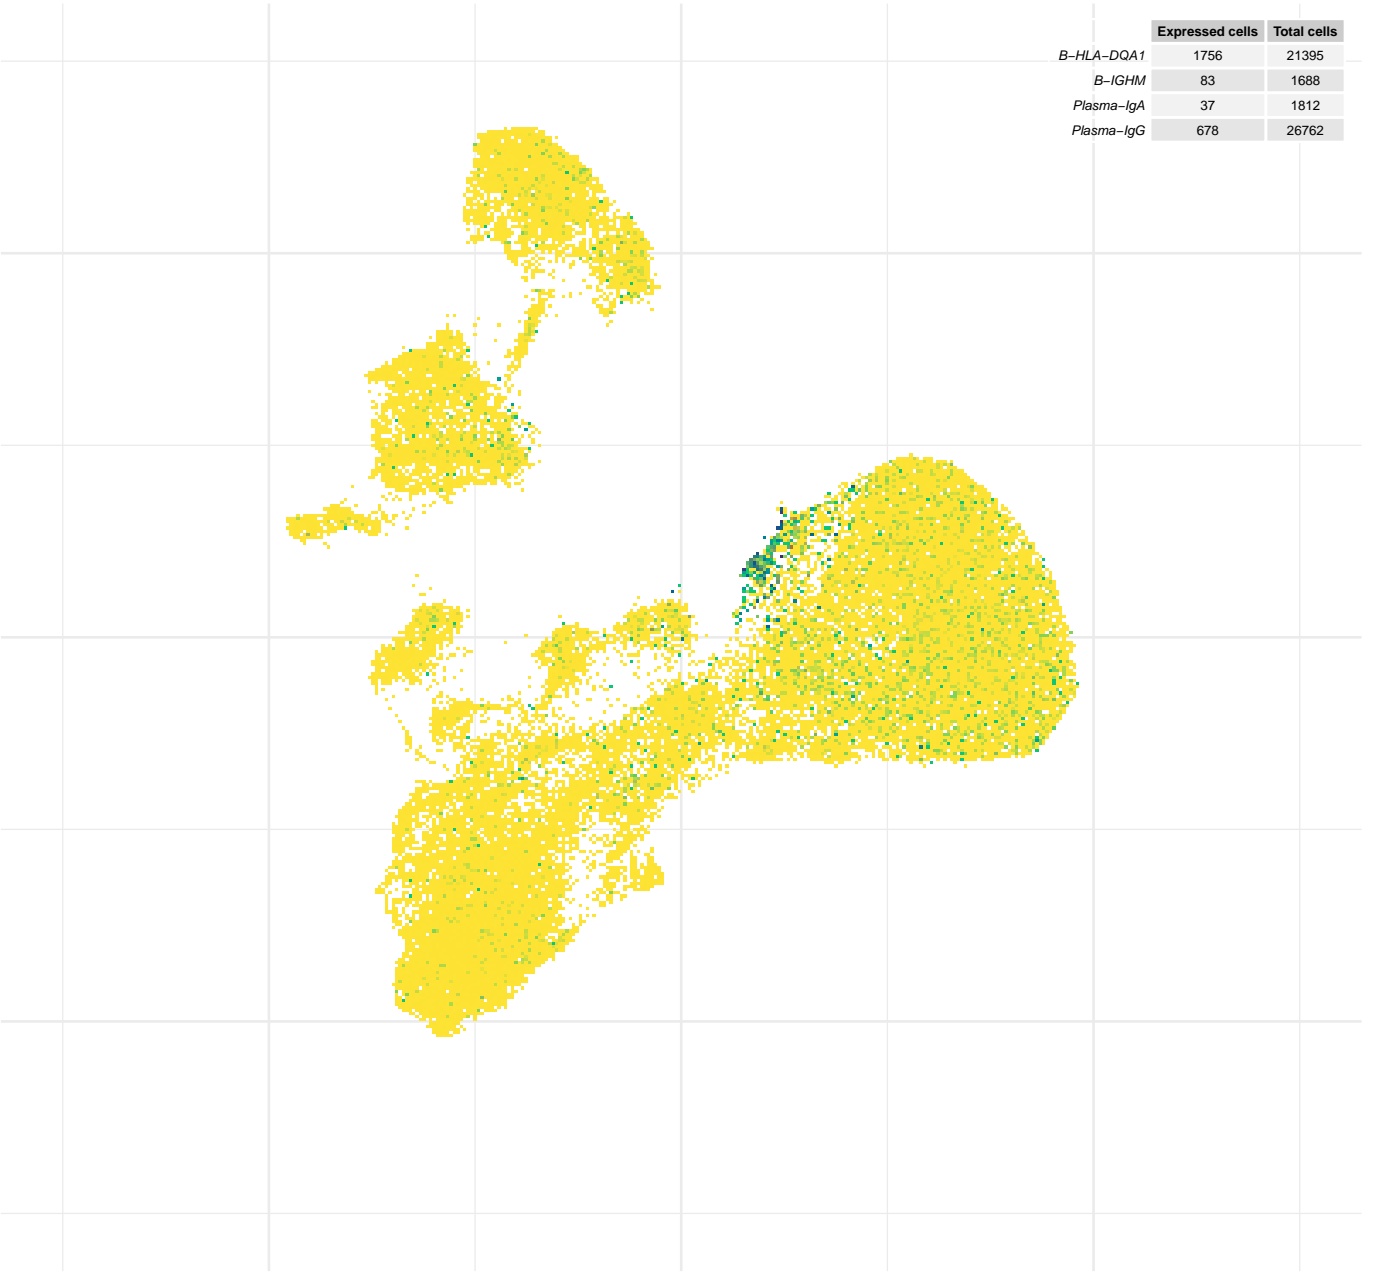 Expressed cells Total cells
B−HLA−DQA1 1756 21395
B−IGHM 83 1688
Plasma−IgA 37 1812
Plasma−IgG 678 26762